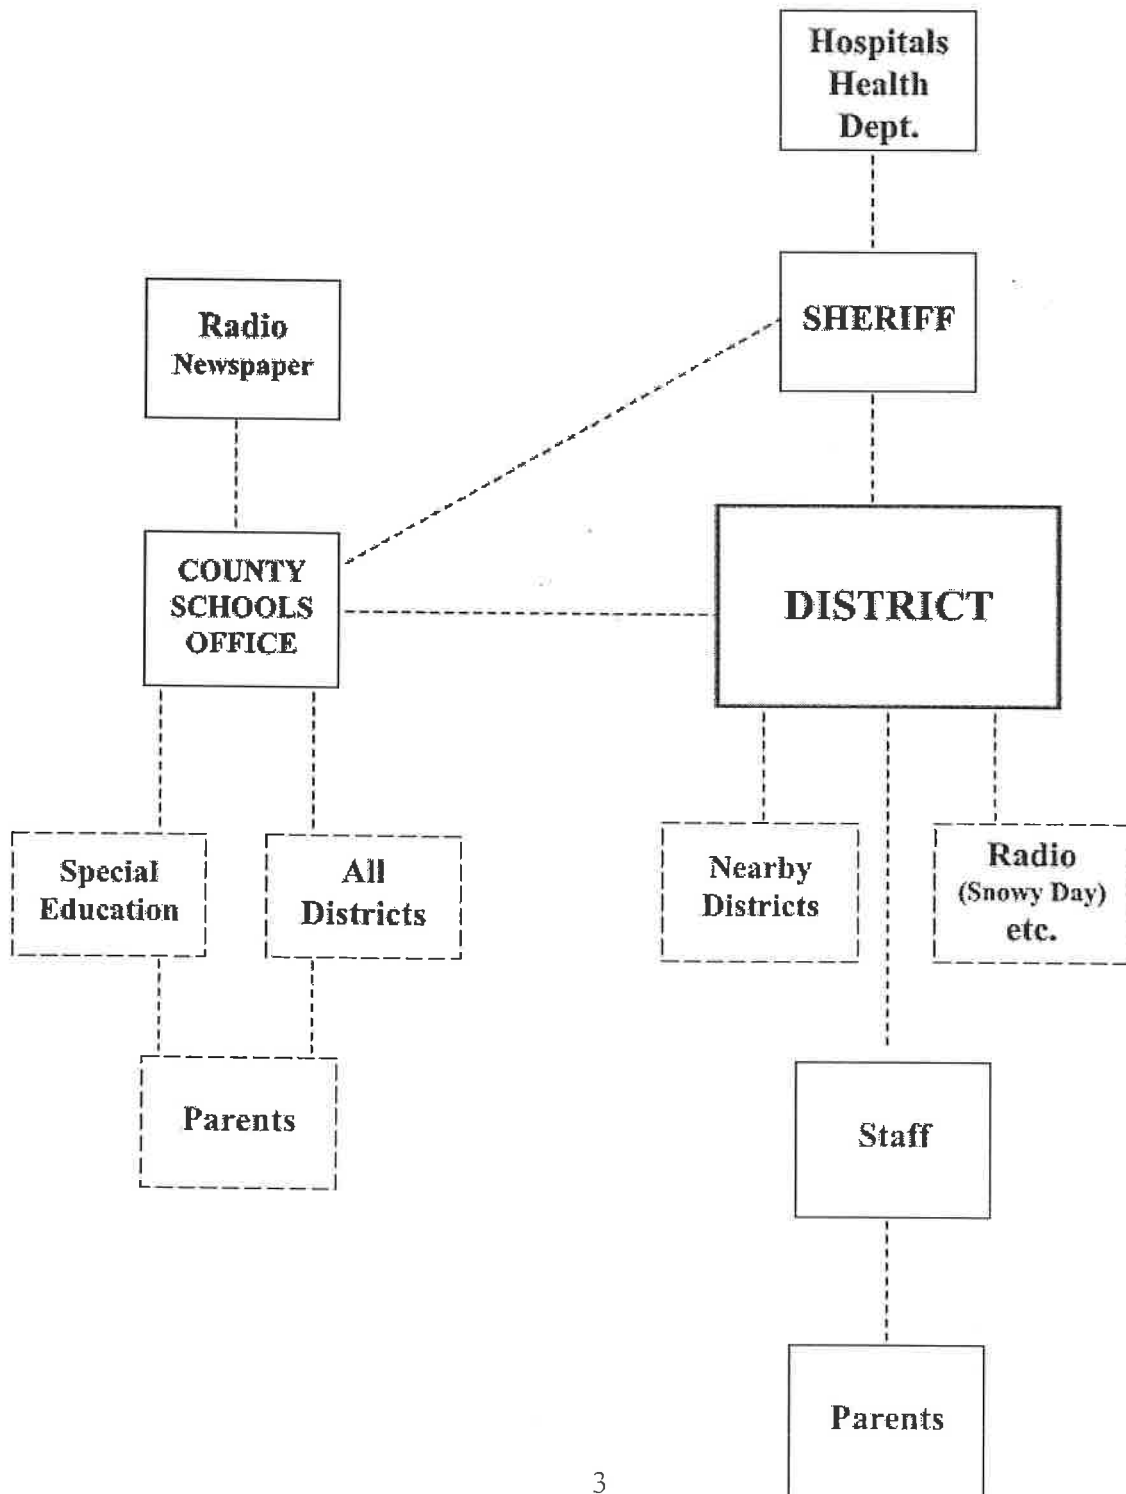 Hospitals
Health
Dept.
SHERIFF
Radio
Newspaper
COUNTY
SCHOOLS
OFFICE
DISTRICT
Special
Education
All
Districts
Nearby
Districts
Radio
(Snowy Day)
etc.
Parents
Staff
Parents
3